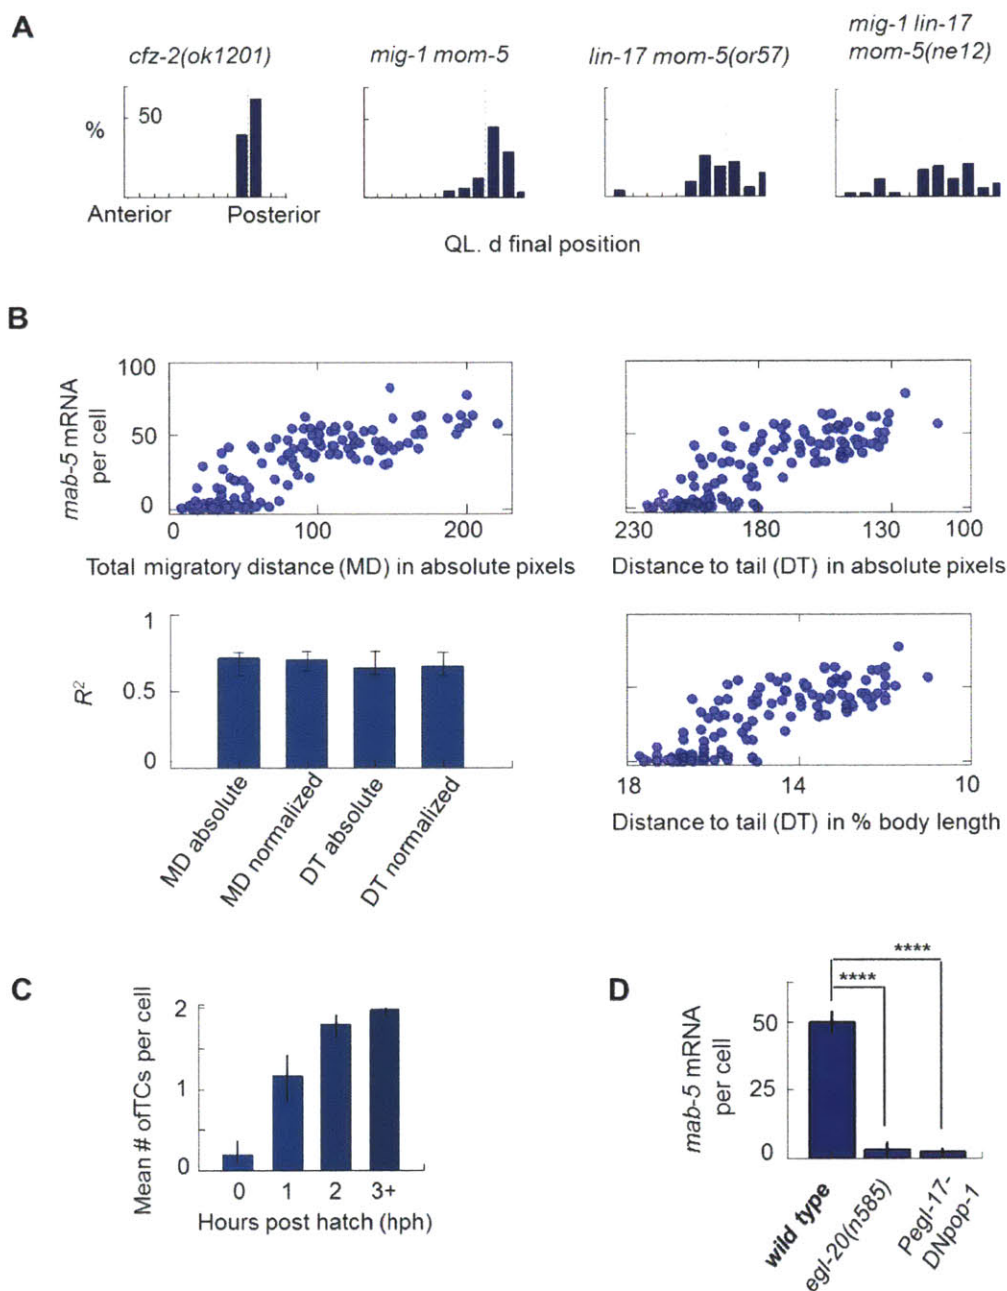 A
cfz-2(ok1201)
mig-1 mom-5
lin-17 mom-5(or57)
mig-1 lin-17
mom-5(ne12)
50
%
Anterior
Posterior
QL. d final position
B
100
50
0
mab-5 mRNA
per cell
0
100
200
Total migratory distance (MD) in absolute pixels
230
180
130
100
Distance to tail (DT) in absolute pixels
1
0.5
0
R²
MD absolute
MD normalized
DT absolute
DT normalized
18
14
10
Distance to tail (DT) in % body length
C
2
1
0
Mean # ofTCs per cell
0
1
2
3+
Hours post hatch (hph)
D
****
****
50
25
0
mab-5 mRNA
per cell
wild type
egl-20(n585)
Pegl-17-
DNpop-1